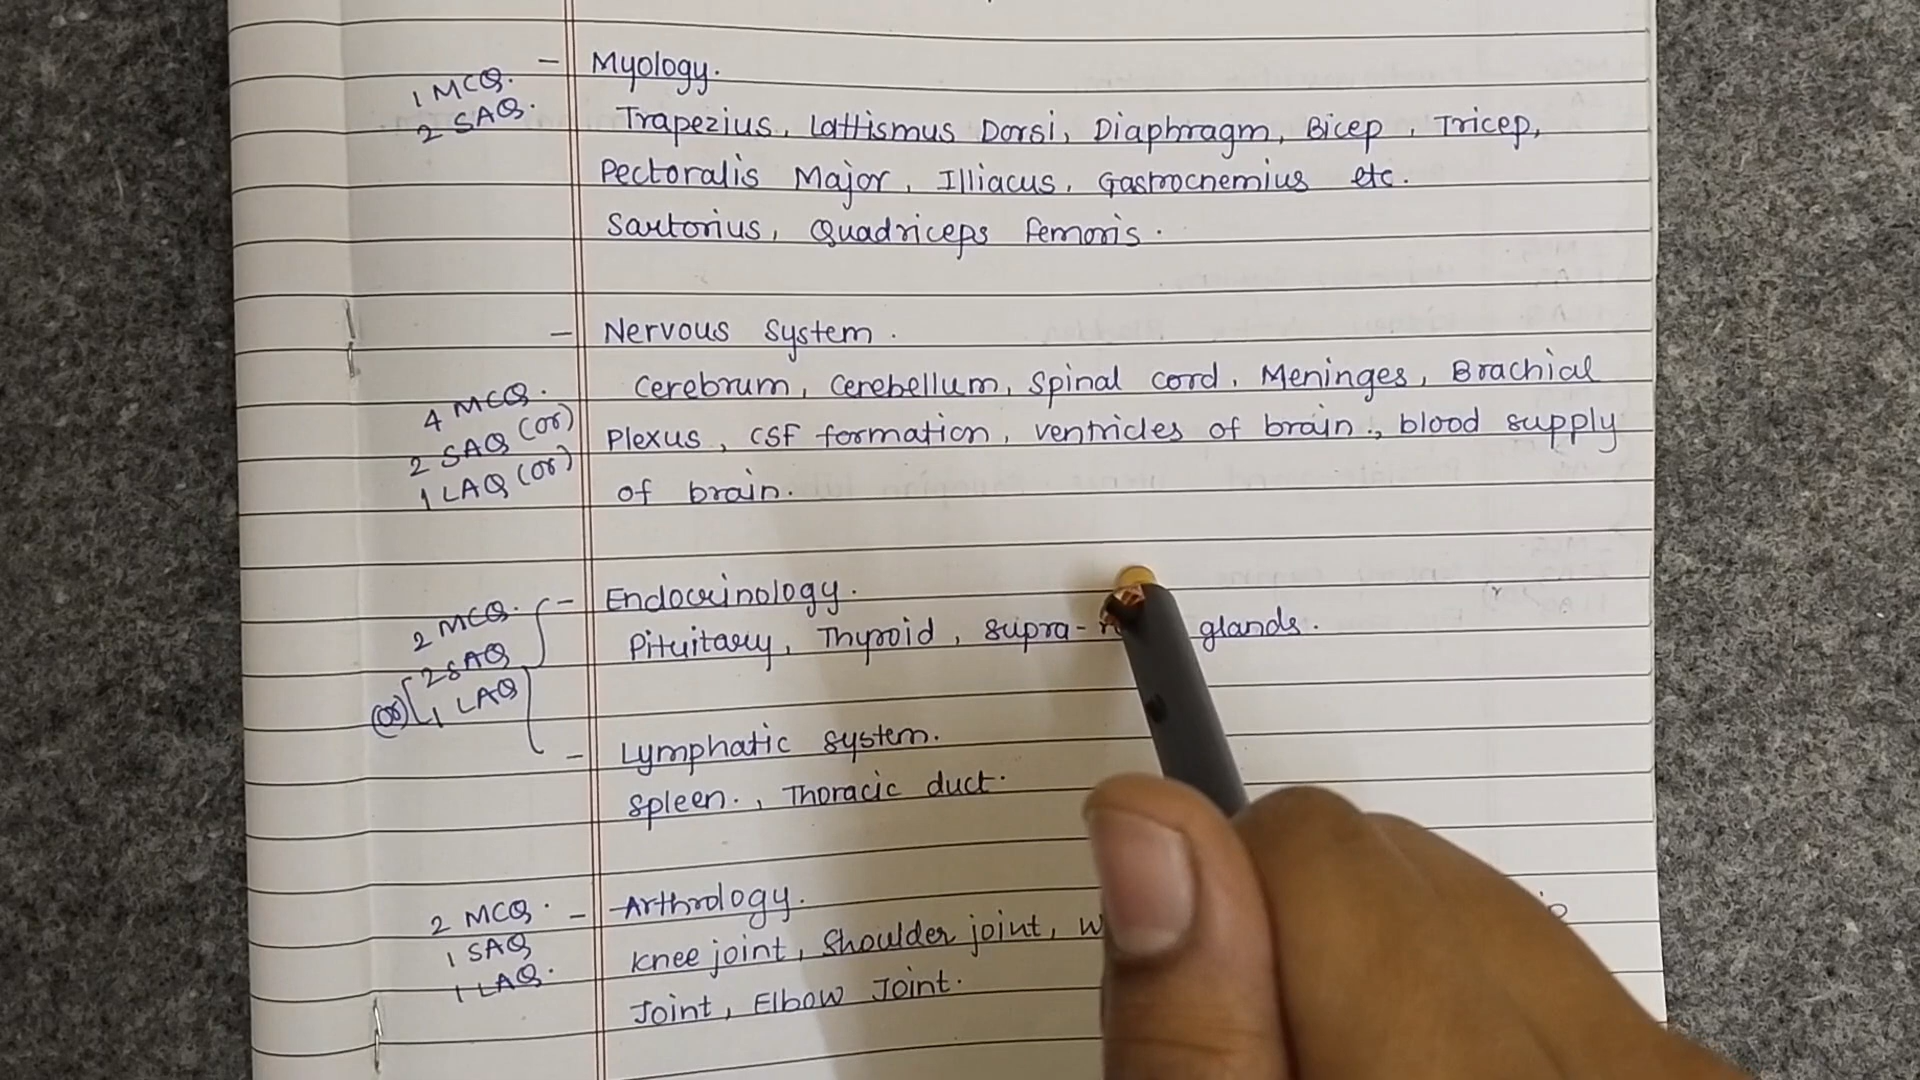 – Myology.
1 MCQ.
2 SAQ.
Trapezius, Lattismus Dorsi, Diaphragm, Bicep, Tricep,
Pectoralis Major, Illiacus, Gastrocnemius etc.
Sartorius, Quadriceps Femoris.
– Nervous System.
4 MCQ.
2 SAQ (or)
1 LAQ (or)
Cerebrum, Cerebellum, Spinal cord, Meninges, Brachial
Plexus, CSF formation, ventricles of brain., blood supply
of brain.
2 MCQ.
2 SAQ
(or) 1 LAQ
– Endocrinology.
Pituitary, Thyroid, supra- glands.
– Lymphatic system.
Spleen., Thoracic duct.
2 MCQ.
1 SAQ
1 LAQ.
– Arthrology.
Knee joint, Shoulder joint,
Joint, Elbow Joint.